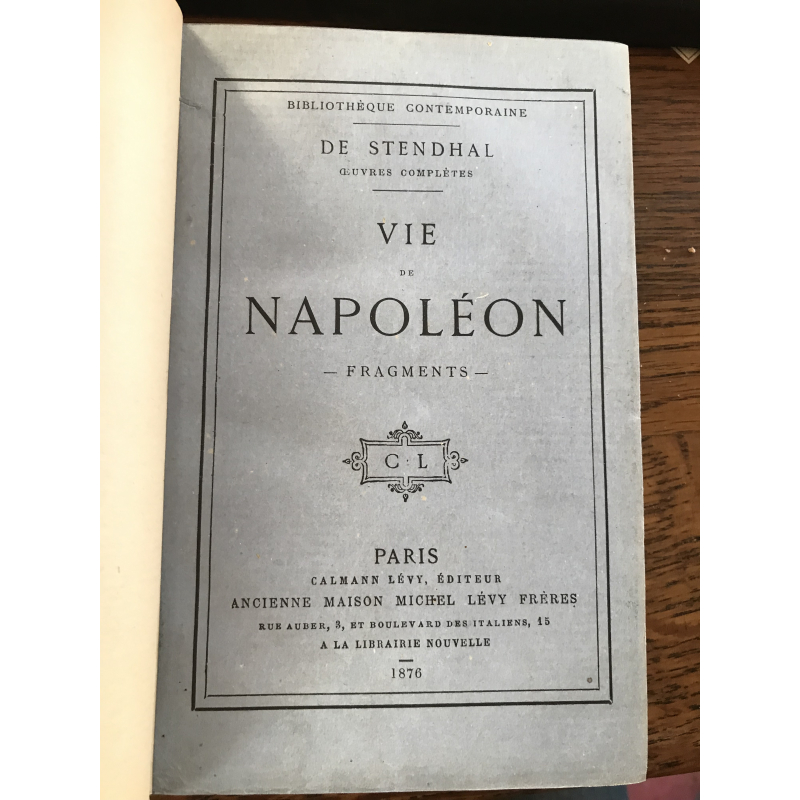 BIBLIOTHÈQUE CONTEMPORAINE
DE STENDHAL
ŒUVRES COMPLÈTES
VIE
DE
NAPOLÉON
— FRAGMENTS —
C : L
PARIS
CALMANN LÉVY, ÉDITEUR
ANCIENNE MAISON MICHEL LÉVY FRÈRES
RUE AUBER, 3, ET BOULEVARD DES ITALIENS, 15
A LA LIBRAIRIE NOUVELLE
1876